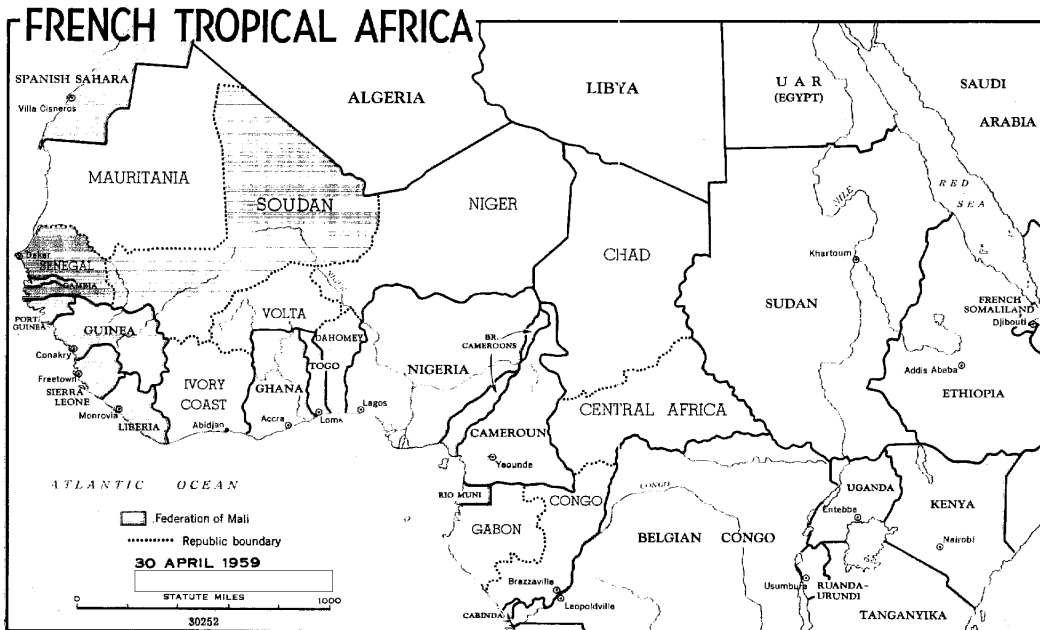 FRENCH TROPICAL AFRICA
SPANISH SAHARA
Villa Cisneros
ALGERIA
LIBYA
U A R
(EGYPT)
SAUDI
ARABIA
MAURITANIA
SOUDAN
NIGER
CHAD
NILE
RED
SEA
Khartoum
SUDAN
Dakar
SENEGAL
GAMBIA
PORT.
GUINEA
GUINEA
VOLTA
DAHOMEY
TOGO
BR.
CAMEROONS
FRENCH
SOMALILAND
Djibouti
Conakry
Freetown
SIERRA
LEONE
Monrovia
LIBERIA
IVORY
COAST
Abidjan
GHANA
Accra
Lome
Lagos
NIGERIA
CENTRAL AFRICA
Addis Ababa
ETHIOPIA
CAMEROUN
Yaounde
ATLANTIC OCEAN
RIO MUNI
CONGO
CONGO
GABON
BELGIAN CONGO
UGANDA
Entebbe
KENYA
Nairobi
Federation of Mali
Republic boundary
30 APRIL 1959
STATUTE MILES
0 1000
30252
Brazzaville
Leopoldville
CABINDA
Usumbura
RUANDA-
URUNDI
TANGANYIKA